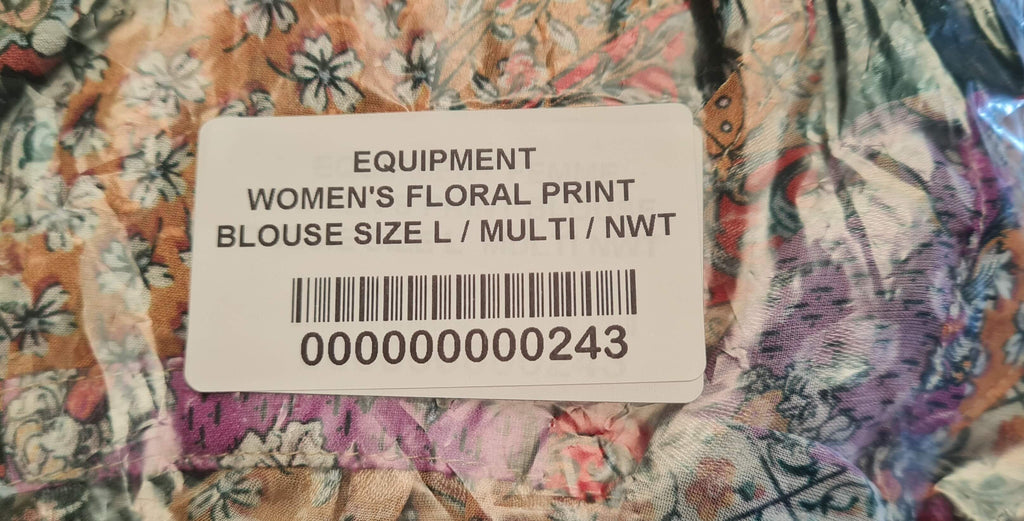 EQUIPMENT
WOMEN'S FLORAL PRINT
BLOUSE SIZE L / MULTI / NWT
000000000243